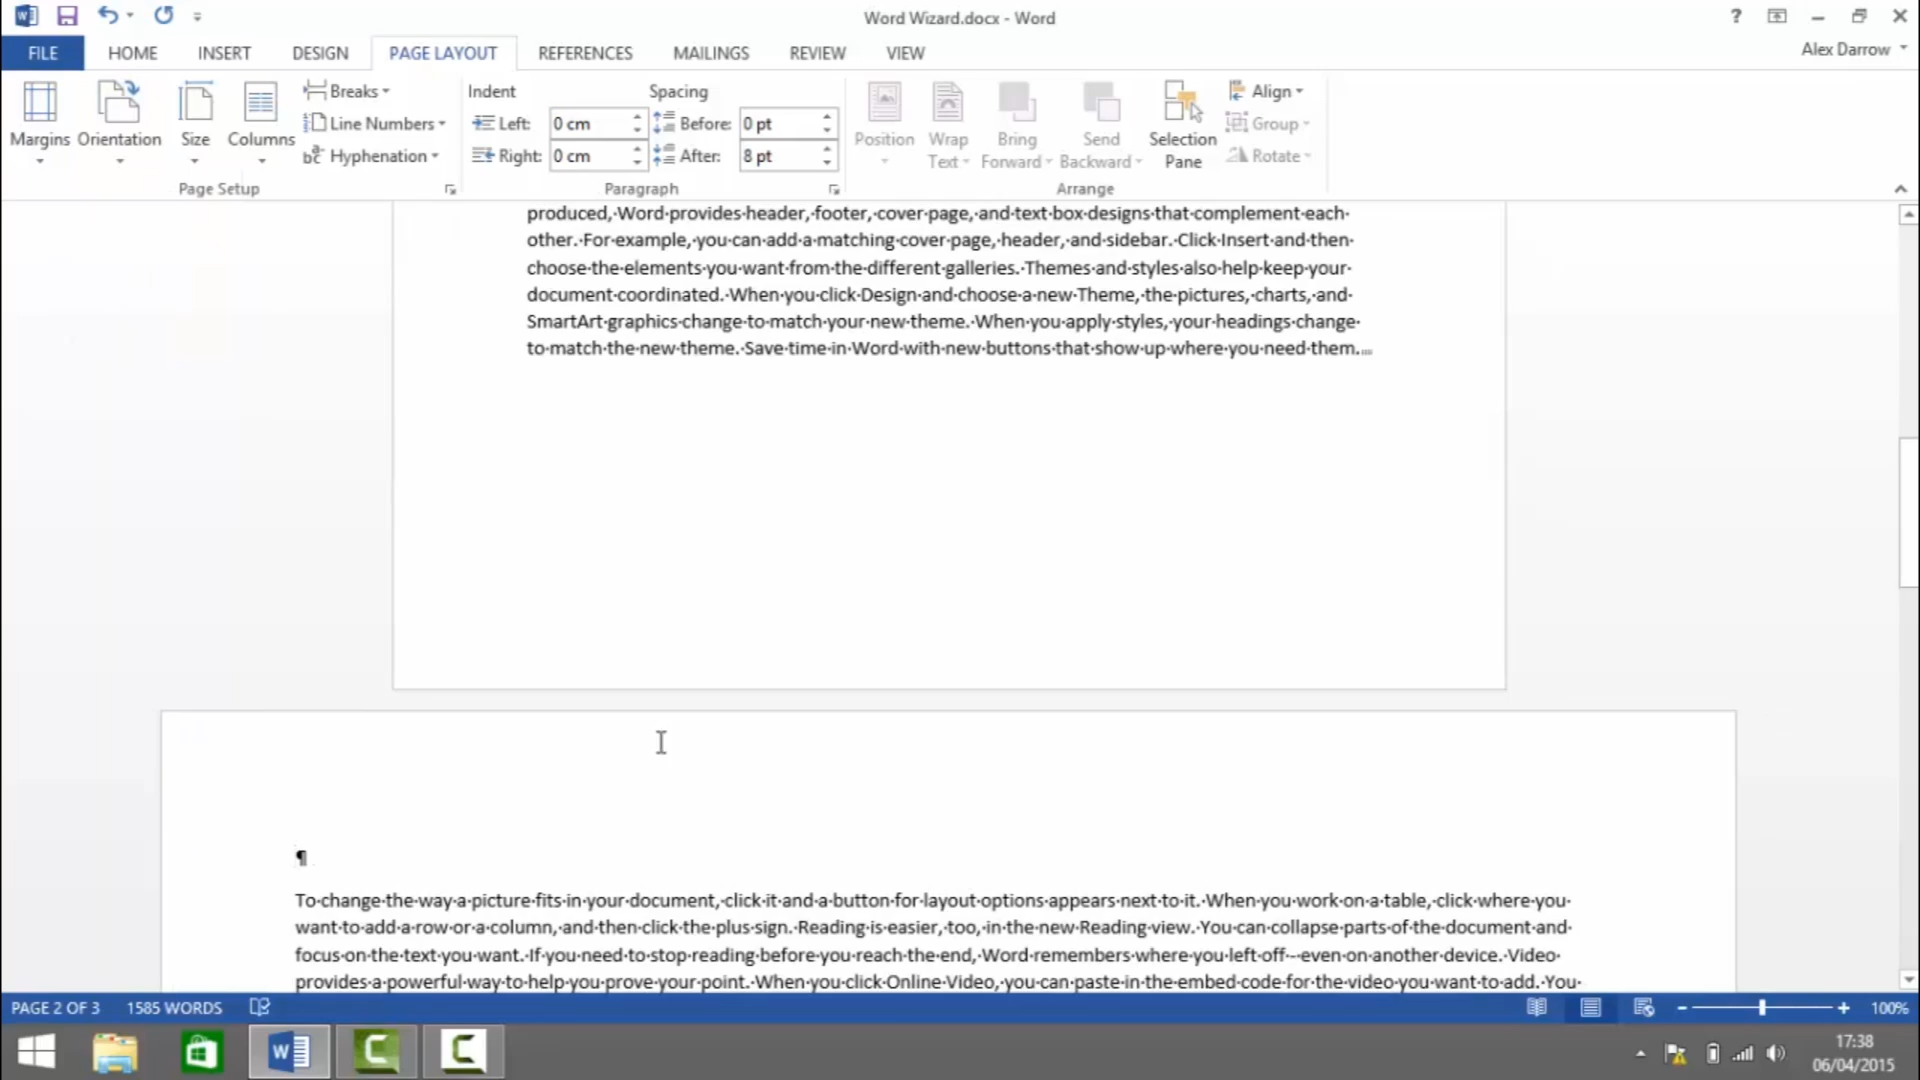 Word Wizard.docx - Word
?
Alex Darrow
FILE HOME INSERT DESIGN PAGE LAYOUT REFERENCES MAILINGS REVIEW VIEW
Margins
Orientation
Size
Columns
Breaks
Line Numbers
Hyphenation
Page Setup
Indent
Left: 0 cm
Right: 0 cm
Spacing
Before: 0 pt
After: 8 pt
Paragraph
Position
Wrap
Text
Bring
Forward
Send
Backward
Selection
Pane
Align
Group
Rotate
Arrange
produced,·Word·provides·header,·footer,·cover·page,·and·text·box·designs·that·complement·each·
other.·For·example,·you·can·add·a·matching·cover·page,·header,·and·sidebar.·Click·Insert·and·then·
choose·the·elements·you·want·from·the·different·galleries.·Themes·and·styles·also·help·keep·your·
document·coordinated.·When·you·click·Design·and·choose·a·new·Theme,·the·pictures,·charts,·and·
SmartArt·graphics·change·to·match·your·new·theme.·When·you·apply·styles,·your·headings·change·
to·match·the·new·theme.·Save·time·in·Word·with·new·buttons·that·show·up·where·you·need·them.
¶
To·change·the·way·a·picture·fits·in·your·document,·click·it·and·a·button·for·layout·options·appears·next·to·it.·When·you·work·on·a·table,·click·where·you·
want·to·add·a·row·or·a·column,·and·then·click·the·plus·sign.·Reading·is·easier,·too,·in·the·new·Reading·view.·You·can·collapse·parts·of·the·document·and·
focus·on·the·text·you·want.·If·you·need·to·stop·reading·before·you·reach·the·end,·Word·remembers·where·you·left·off·-·even·on·another·device.·Video·
provides·a·powerful·way·to·help·you·prove·your·point.·When·you·click·Online·Video,·you·can·paste·in·the·embed·code·for·the·video·you·want·to·add.·You·
PAGE 2 OF 3 1585 WORDS 100%
17:38
06/04/2015